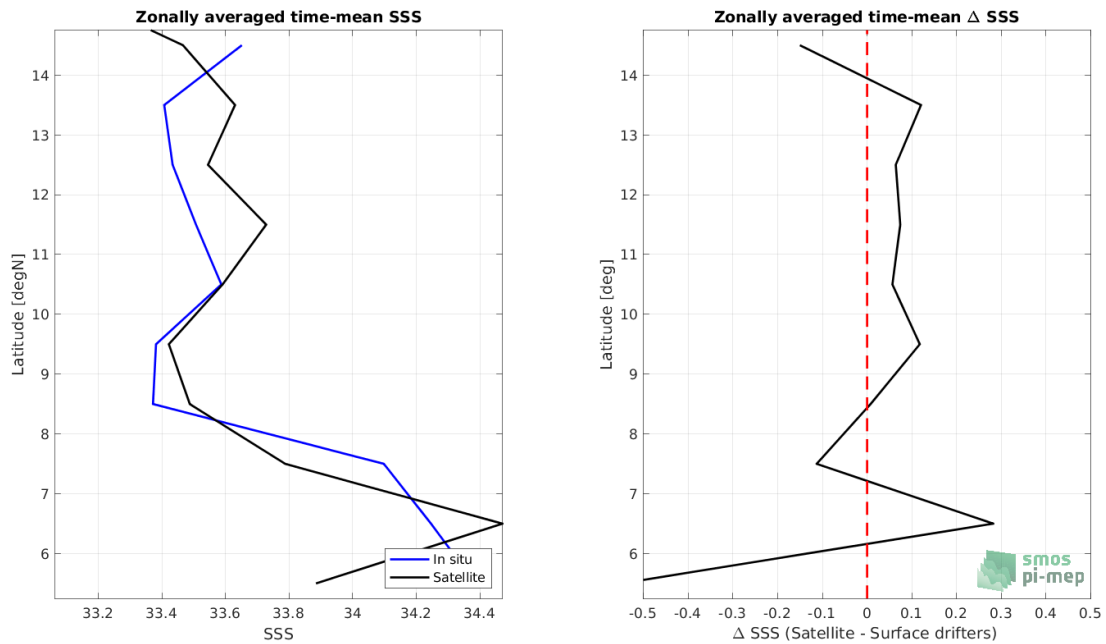 Zonally averaged time-mean SSS
14
13
12
11
10
9
8
7
6
Latitude [degN]
In situ
Satellite
33.2 33.4 33.6 33.8 34 34.2 34.4
SSS
Zonally averaged time-mean Δ SSS
14
13
12
11
10
9
8
7
6
Latitude [deg]
smos
pi-mep
-0.5 -0.4 -0.3 -0.2 -0.1 0 0.1 0.2 0.3 0.4 0.5
Δ SSS (Satellite - Surface drifters)